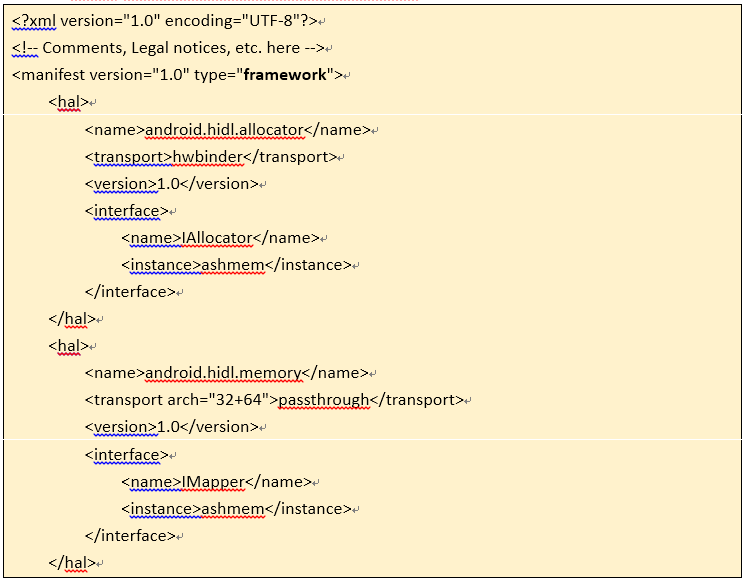 <?xml version="1.0" encoding="UTF-8"?>
<!-- Comments, Legal notices, etc. here -->
<manifest version="1.0" type="framework">
<hal>
<name>android.hidl.allocator</name>
<transport>hwbinder</transport>
<version>1.0</version>
<interface>
<name>IAllocator</name>
<instance>ashmem</instance>
</interface>
</hal>
<hal>
<name>android.hidl.memory</name>
<transport arch="32+64">passthrough</transport>
<version>1.0</version>
<interface>
<name>IMapper</name>
<instance>ashmem</instance>
</interface>
</hal>